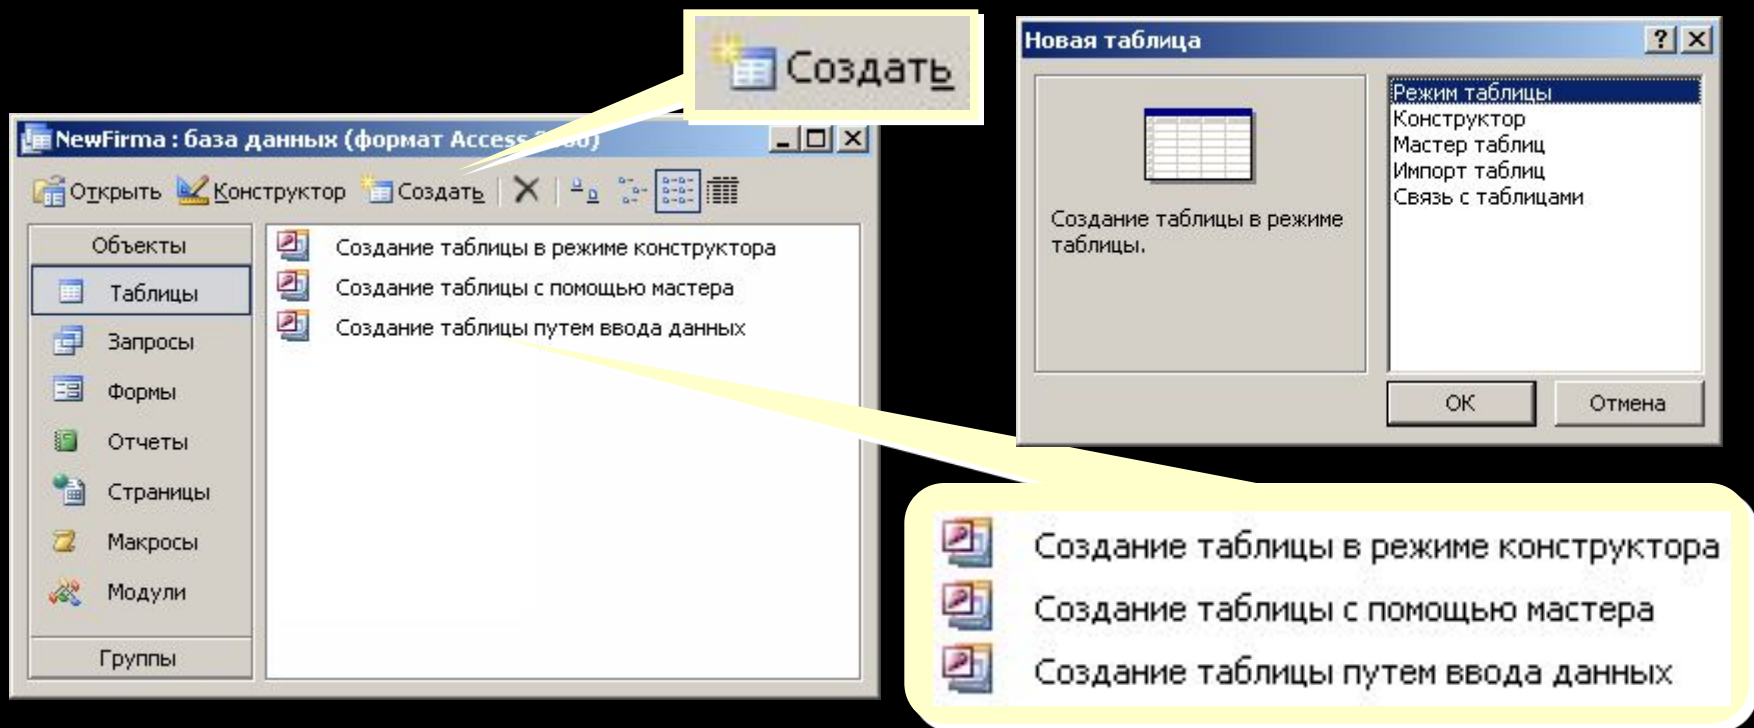 Создать
NewFirma : база данных (формат Access
Открыть Конструктор Создать
Объекты
Таблицы
Запросы
Формы
Отчеты
Страницы
Макросы
Модули
Группы
Создание таблицы в режиме конструктора
Создание таблицы с помощью мастера
Создание таблицы путем ввода данных
Новая таблица
Создание таблицы в режиме
таблицы.
Режим таблицы
Конструктор
Мастер таблиц
Импорт таблиц
Связь с таблицами
ОК Отмена
Создание таблицы в режиме конструктора
Создание таблицы с помощью мастера
Создание таблицы путем ввода данных